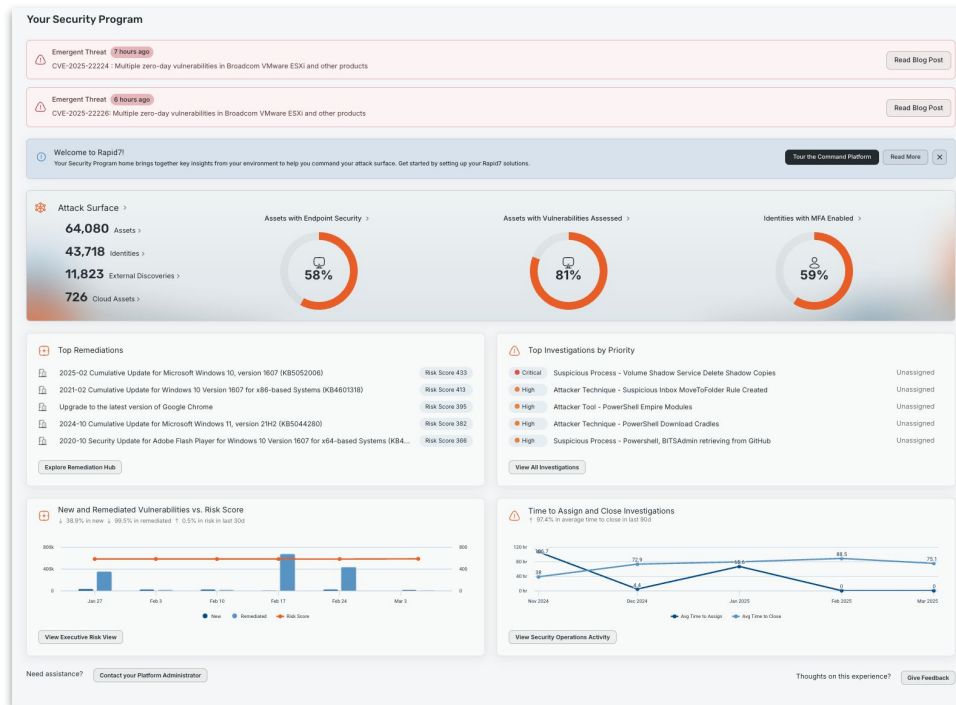 Your Security Program
Emergent Threat 7 hours ago
CVE-2025-22224 : Multiple zero-day vulnerabilities in Broadcom VMware ESXi and other products
Read Blog Post
Emergent Threat 6 hours ago
CVE-2025-22226: Multiple zero-day vulnerabilities in Broadcom VMware ESXi and other products
Read Blog Post
Welcome to Rapid7!
Your Security Program home brings together key insights from your environment to help you command your attack surface. Get started by setting up your Rapid7 solutions.
Tour the Command Platform Read More X
Attack Surface >
64,080 Assets >
43,718 Identities >
11,823 External Discoveries >
726 Cloud Assets >
Assets with Endpoint Security >
58%
Assets with Vulnerabilities Assessed >
81%
Identities with MFA Enabled >
59%
Top Remediations
2025-02 Cumulative Update for Microsoft Windows 10, version 1607 (KB5052006) Risk Score 433
2021-02 Cumulative Update for Windows 10 Version 1607 for x86-based Systems (KB4601318) Risk Score 413
Upgrade to the latest version of Google Chrome Risk Score 395
2024-10 Cumulative Update for Microsoft Windows 11, version 21H2 (KB5044280) Risk Score 382
2020-10 Security Update for Adobe Flash Player for Windows 10 Version 1607 for x64-based Systems (KB4... Risk Score 366
Explore Remediation Hub
Top Investigations by Priority
Critical Suspicious Process - Volume Shadow Service Delete Shadow Copies Unassigned
High Attacker Technique - Suspicious Inbox MoveToFolder Rule Created Unassigned
High Attacker Tool - PowerShell Empire Modules Unassigned
High Attacker Technique - PowerShell Download Cradles Unassigned
High Suspicious Process - Powershell, BITSAdmin retrieving from GitHub Unassigned
View All Investigations
New and Remediated Vulnerabilities vs. Risk Score
↓ 38.9% in new ↓ 99.5% in remediated ↑ 0.5% in risk in last 30d
800k 800
400k 400
0 0
Jan 27 Feb 3 Feb 10 Feb 17 Feb 24 Mar 3
New Remediated Risk Score
View Executive Risk View
Time to Assign and Close Investigations
↑ 97.4% in average time to close in last 90d
120 hr
80 hr
40 hr
0 hr
38 72.9 88.5 75.1
4.4 0 0
Nov 2024 Dec 2024 Jan 2025 Feb 2025 Mar 2025
Avg Time to Assign Avg Time to Close
View Security Operations Activity
Need assistance? Contact your Platform Administrator
Thoughts on this experience? Give Feedback